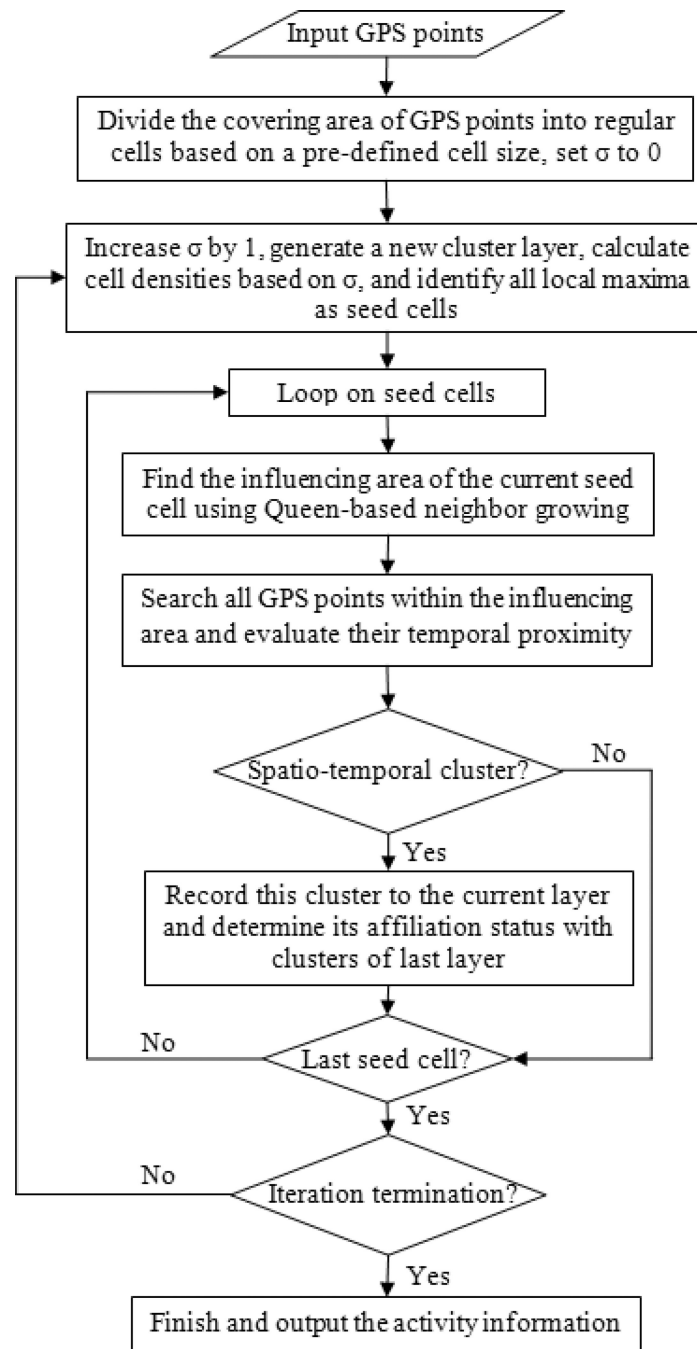 Input GPS points
Divide the covering area of GPS points into regular
cells based on a pre-defined cell size, set σ to 0
Increase σ by 1, generate a new cluster layer, calculate
cell densities based on σ, and identify all local maxima
as seed cells
Loop on seed cells
Find the influencing area of the current seed
cell using Queen-based neighbor growing
Search all GPS points within the influencing
area and evaluate their temporal proximity
Spatio-temporal cluster?
No
Yes
Record this cluster to the current layer
and determine its affiliation status with
clusters of last layer
No
Last seed cell?
Yes
No
Iteration termination?
Yes
Finish and output the activity information